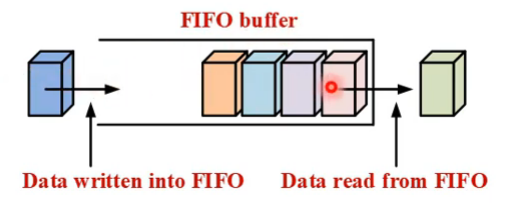 FIFO buffer
Data written into FIFO
Data read from FIFO